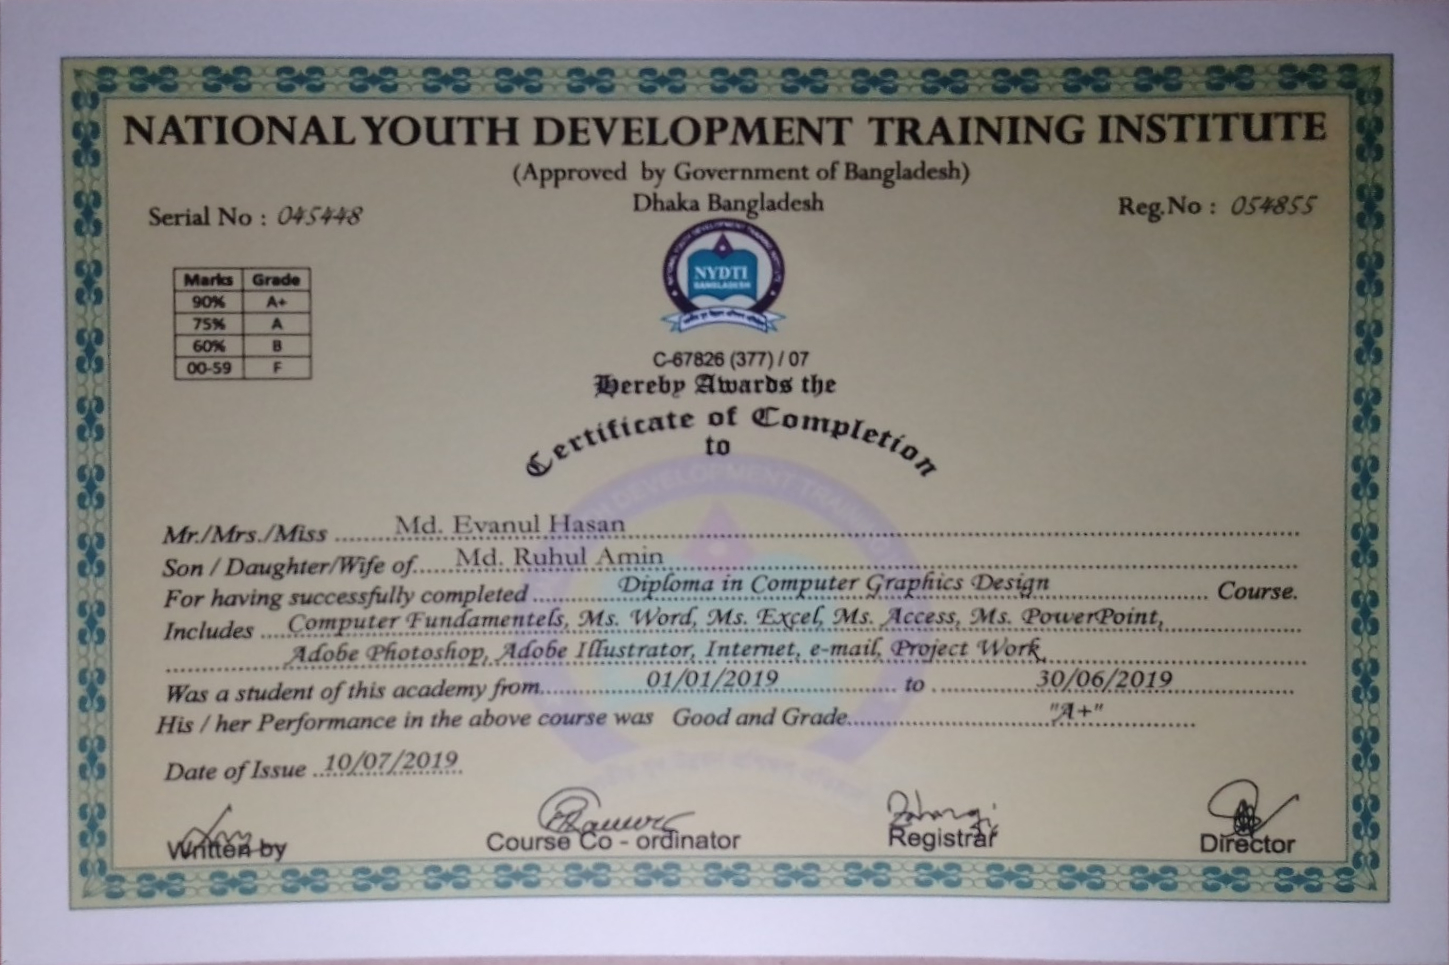 NATIONAL YOUTH DEVELOPMENT TRAINING INSTITUTE
(Approved by Government of Bangladesh)
Dhaka Bangladesh
Serial No : 045448
Reg.No : 054855
NATIONAL YOUTH DEVELOPMENT TRAINING INSTITUTE
NYDTI
BANGLADESH
Marks Grade
90% A+
75% A
60% B
00-59 F
C-67826 (377) / 07
Hereby Awards the
Certificate of Completion
to
Mr./Mrs./Miss Md. Evanul Hasan
Son / Daughter/Wife of Md. Ruhul Amin
For having successfully completed Diploma in Computer Graphics Design Course.
Includes Computer Fundamentels, Ms. Word, Ms. Excel, Ms. Access, Ms. PowerPoint,
Adobe Photoshop, Adobe Illustrator, Internet, e-mail, Project Work
Was a student of this academy from 01/01/2019 to 30/06/2019
His / her Performance in the above course was Good and Grade "A+"
Date of Issue 10/07/2019
Written by
Course Co - ordinator
Registrar
Director